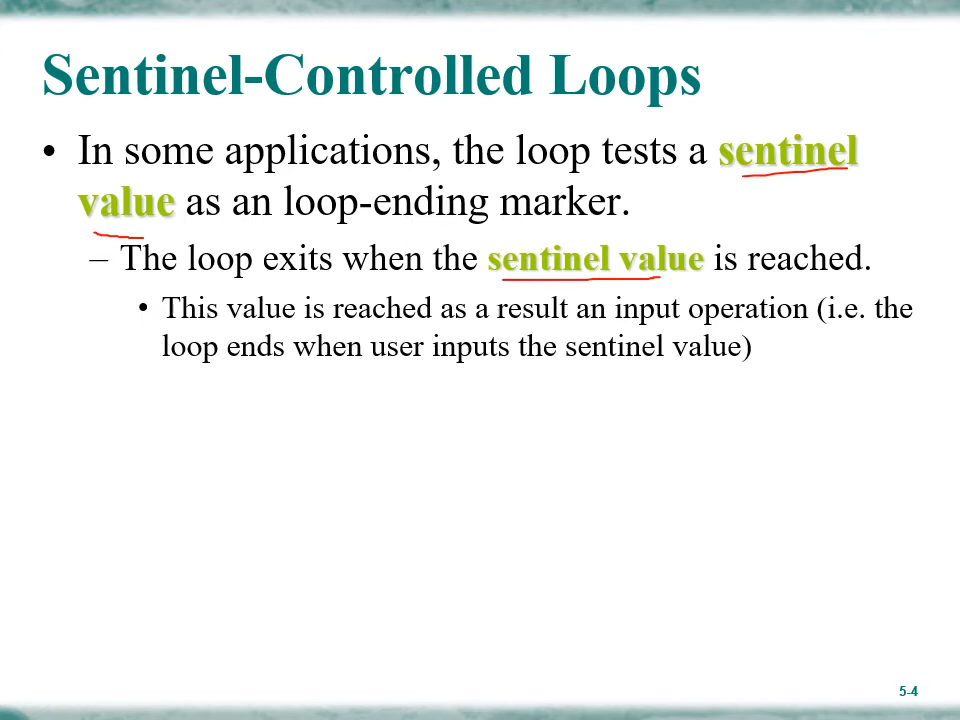 Sentinel-Controlled Loops
• In some applications, the loop tests a sentinel
value as an loop-ending marker.
– The loop exits when the sentinel value is reached.
• This value is reached as a result an input operation (i.e. the
loop ends when user inputs the sentinel value)
5-4